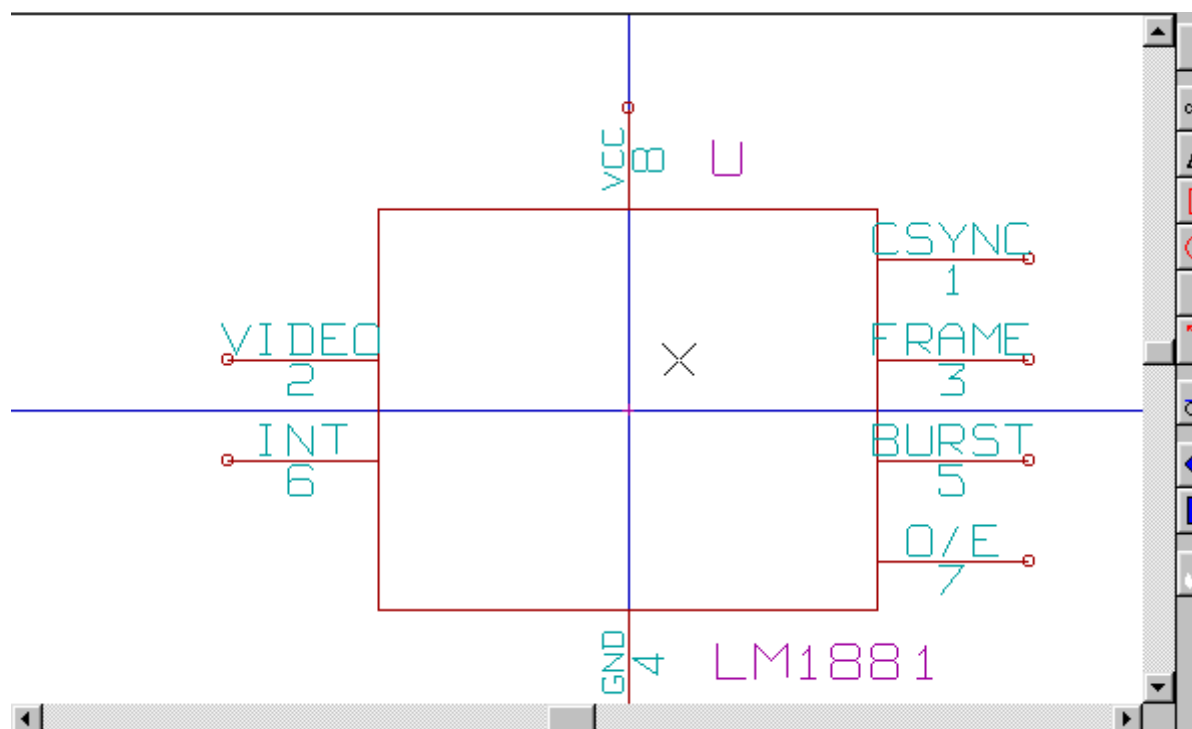 VCC
8
U
CSYNC
1
VIDEO
2
FRAME
3
INT
6
BURST
5
O/E
7
GND
4
LM1881